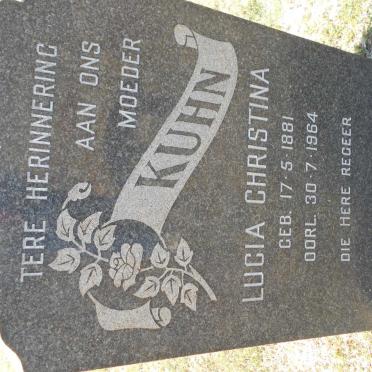 TERE HERINNERING
AAN ONS
MOEDER
KUHN
LUCIA CHRISTINA
GEB. 17·5·1881
OORL. 30·7·1964
DIE HERE REGEER